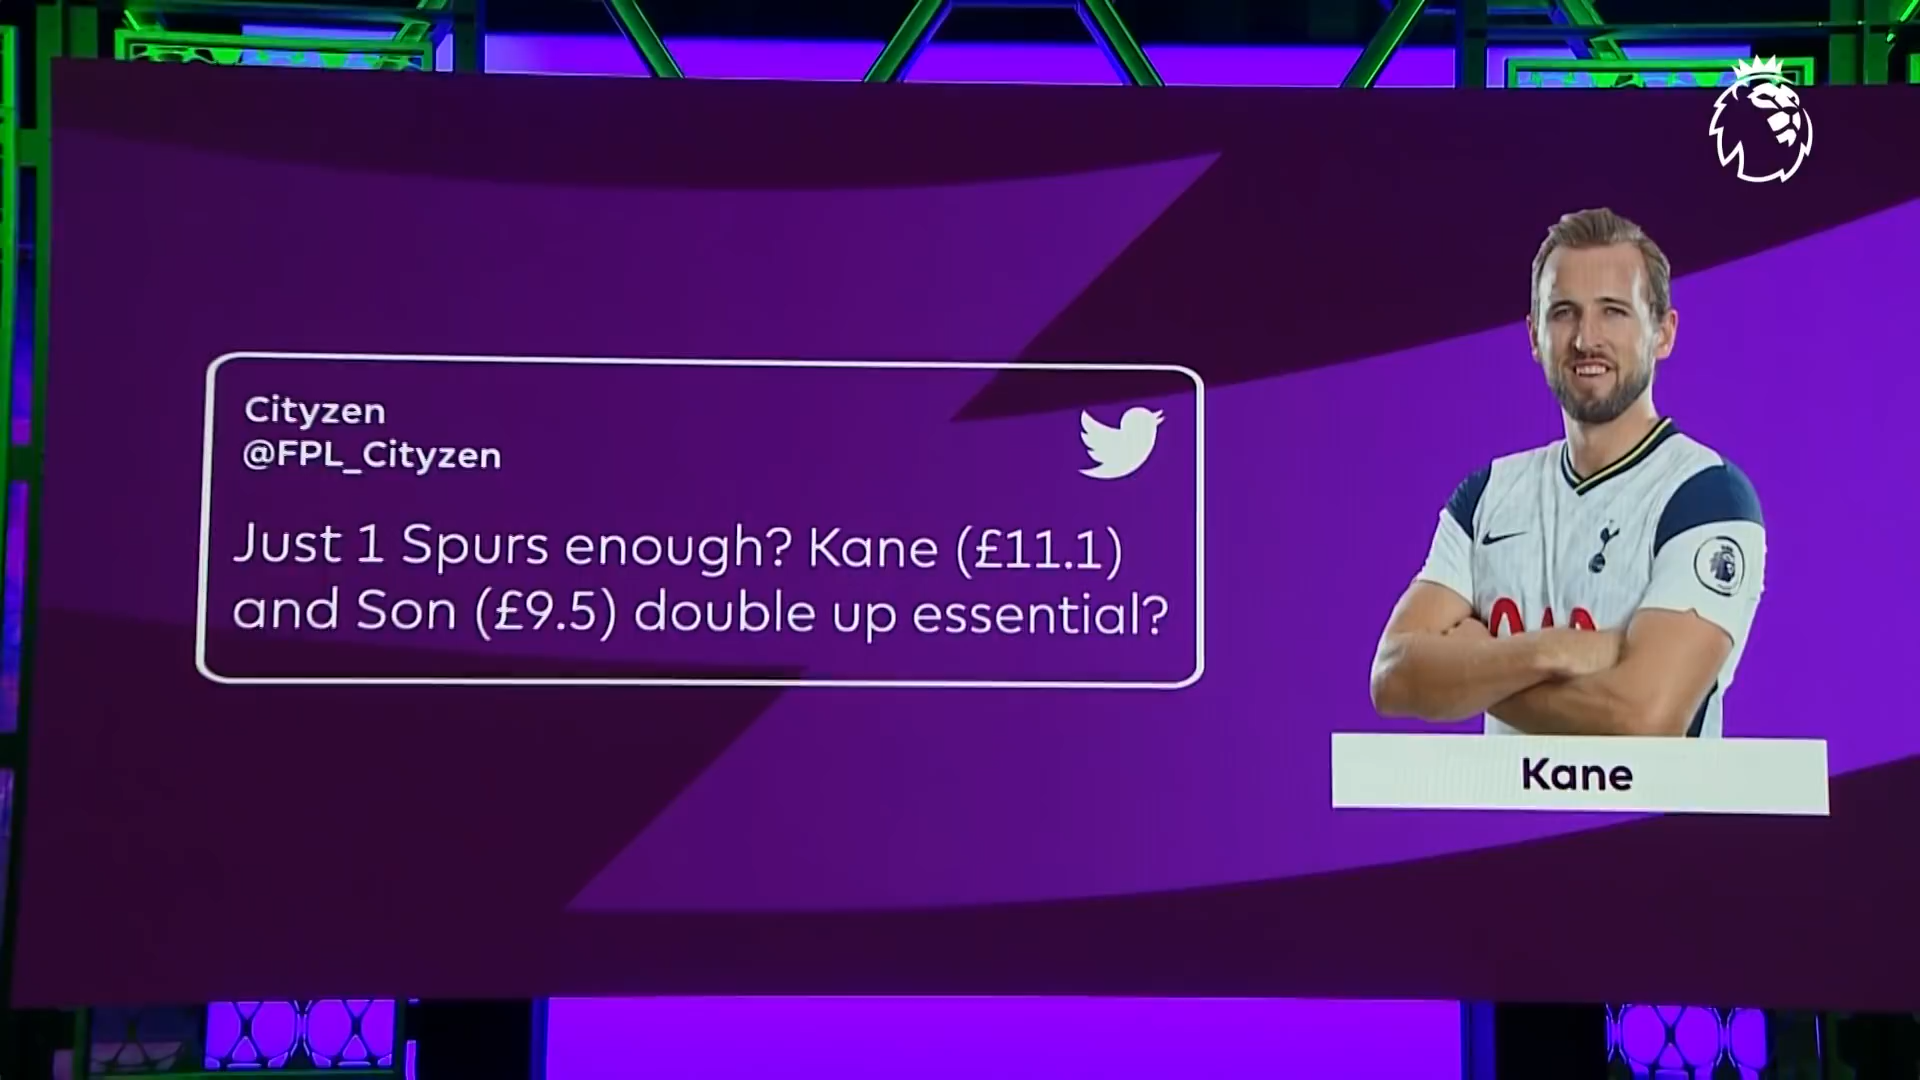 Cityzen
@FPL_Cityzen
Just 1 Spurs enough? Kane (£11.1)
and Son (£9.5) double up essential?
Kane